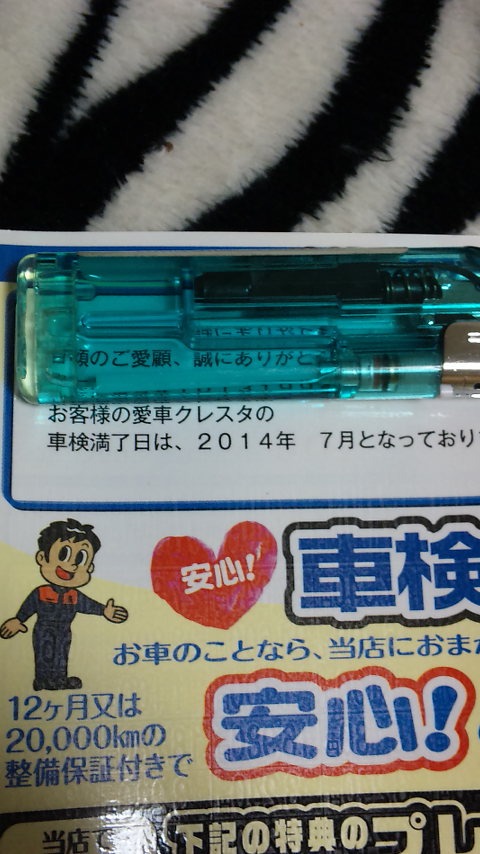 のご愛顧、誠にありがと
お客様の愛車クレスタの
車検満了日は、2014年 7月となっており
安心!
車検
お車のことなら、当店におまか
安心!
12ヶ月又は
20,000kmの
整備保証付きで
当店で
下記の特典の
プレ